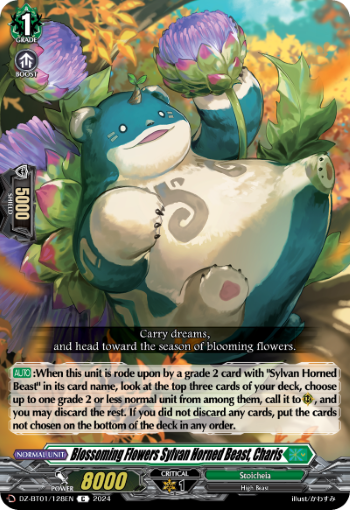 1
GRADE
BOOST
5000
SHIELD
Carry dreams,
and head toward the season of blooming flowers.
AUTO:When this unit is rode upon by a grade 2 card with "Sylvan Horned
Beast" in its card name, look at the top three cards of your deck, choose
up to one grade 2 or less normal unit from among them, call it to R, and
you may discard the rest. If you did not discard any cards, put the cards
not chosen on the bottom of the deck in any order.
NORMAL UNIT
Blossoming Flowers Sylvan Horned Beast, Charis
POWER 8000
CRITICAL
1
Stoicheia
High Beast
DZ-BT01/128EN C 2024
illust/かわすみ